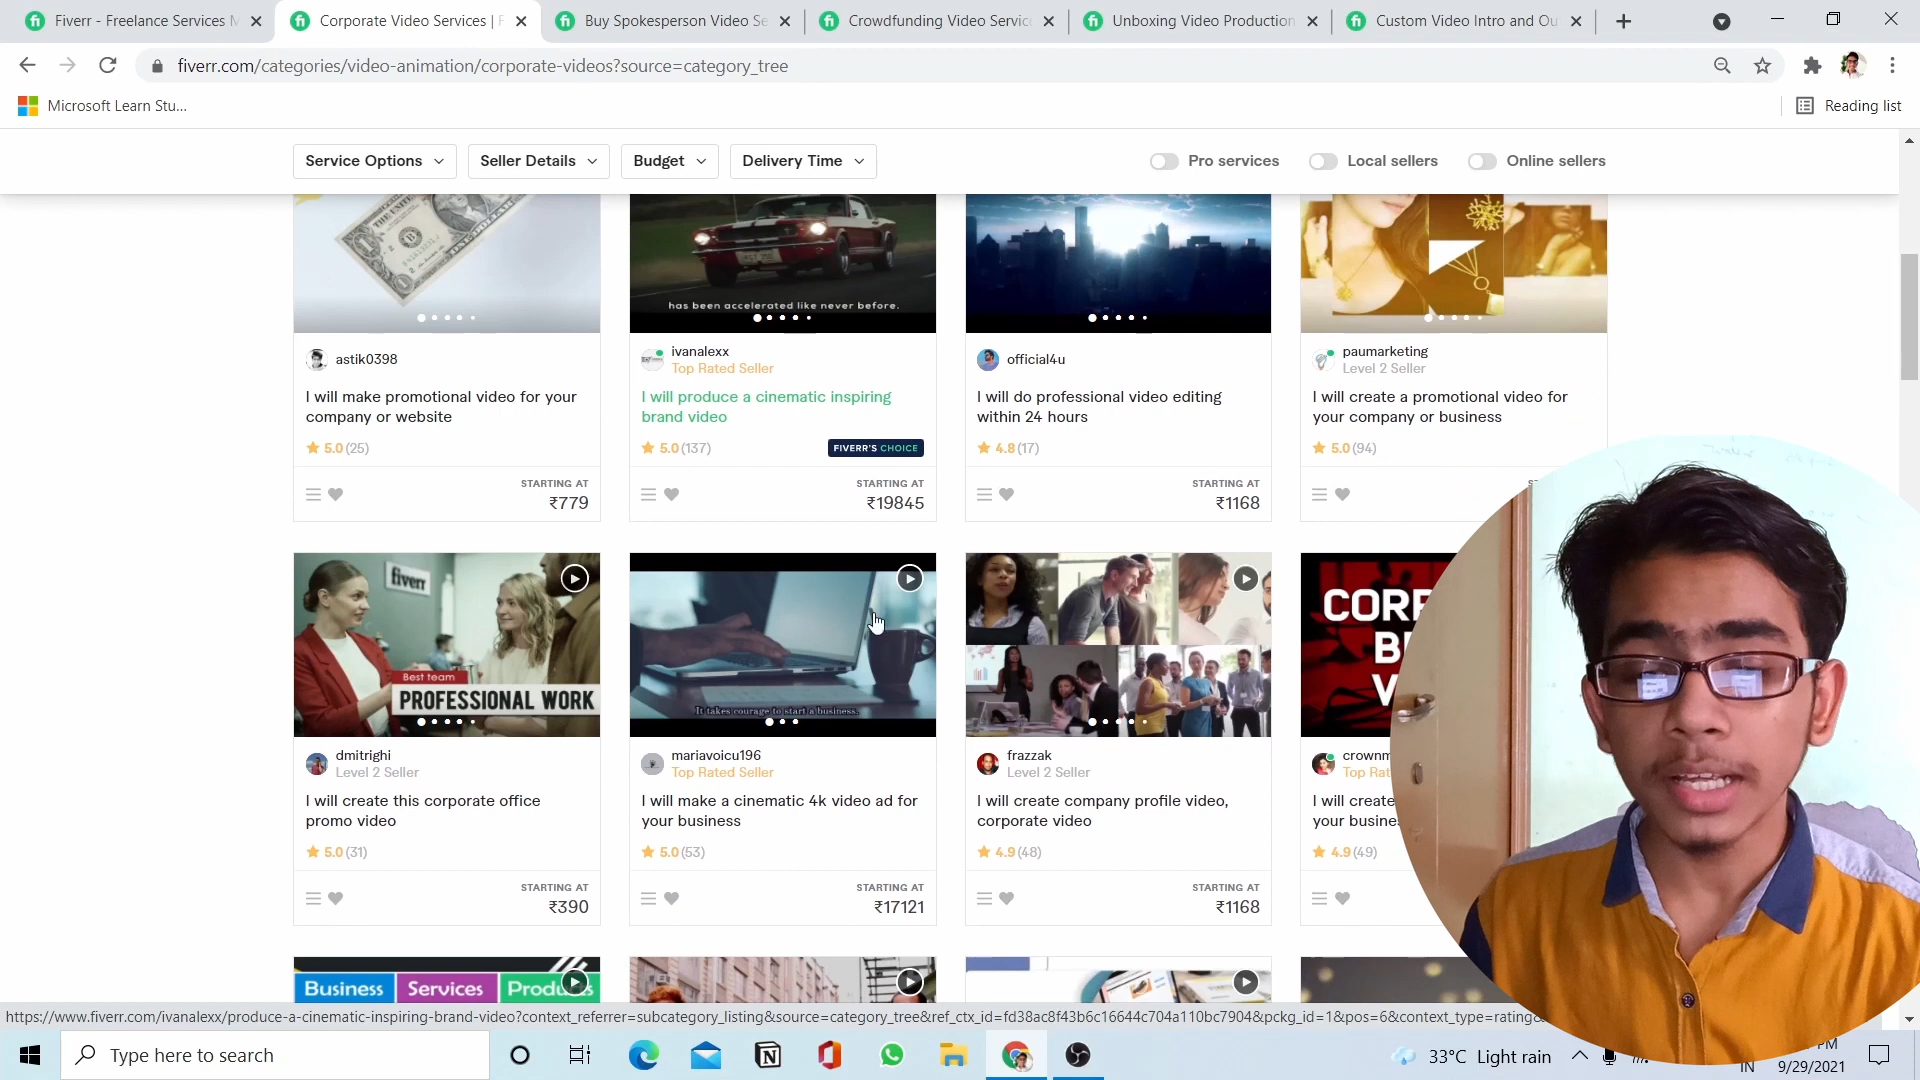 Fiverr - Freelance Services M
Corporate Video Services | F
Buy Spokesperson Video Se
Crowdfunding Video Service
Unboxing Video Production
Custom Video Intro and Ou
fiverr.com/categories/video-animation/corporate-videos?source=category_tree
Microsoft Learn Stu...
Reading list
Service Options
Seller Details
Budget
Delivery Time
Pro services
Local sellers
Online sellers
has been accelerated like never before.
astik0398
ivanalexx
Top Rated Seller
official4u
paumarketing
Level 2 Seller
I will make promotional video for your
company or website
I will produce a cinematic inspiring
brand video
I will do professional video editing
within 24 hours
I will create a promotional video for
your company or business
5.0 (25)
5.0 (137)
FIVERR'S CHOICE
4.8 (17)
5.0 (94)
STARTING AT
₹779
STARTING AT
₹19845
STARTING AT
₹1168
fiverr
Best team
PROFESSIONAL WORK
It takes courage to start a business.
CORP
B
V
dmitrighi
Level 2 Seller
mariavoicu196
Top Rated Seller
frazzak
Level 2 Seller
crownm
Top Rat
I will create this corporate office
promo video
I will make a cinematic 4k video ad for
your business
I will create company profile video,
corporate video
I will create
your busine
5.0 (31)
5.0 (53)
4.9 (48)
4.9 (49)
STARTING AT
₹390
STARTING AT
₹17121
STARTING AT
₹1168
Business
Services
Products
https://www.fiverr.com/ivanalexx/produce-a-cinematic-inspiring-brand-video?context_referrer=subcategory_listing&source=category_tree&ref_ctx_id=fd38ac8f43b6c16644c704a110bc7904&pckg_id=1&pos=6&context_type=rating&
Type here to search
33°C Light rain
IN
PM
9/29/2021